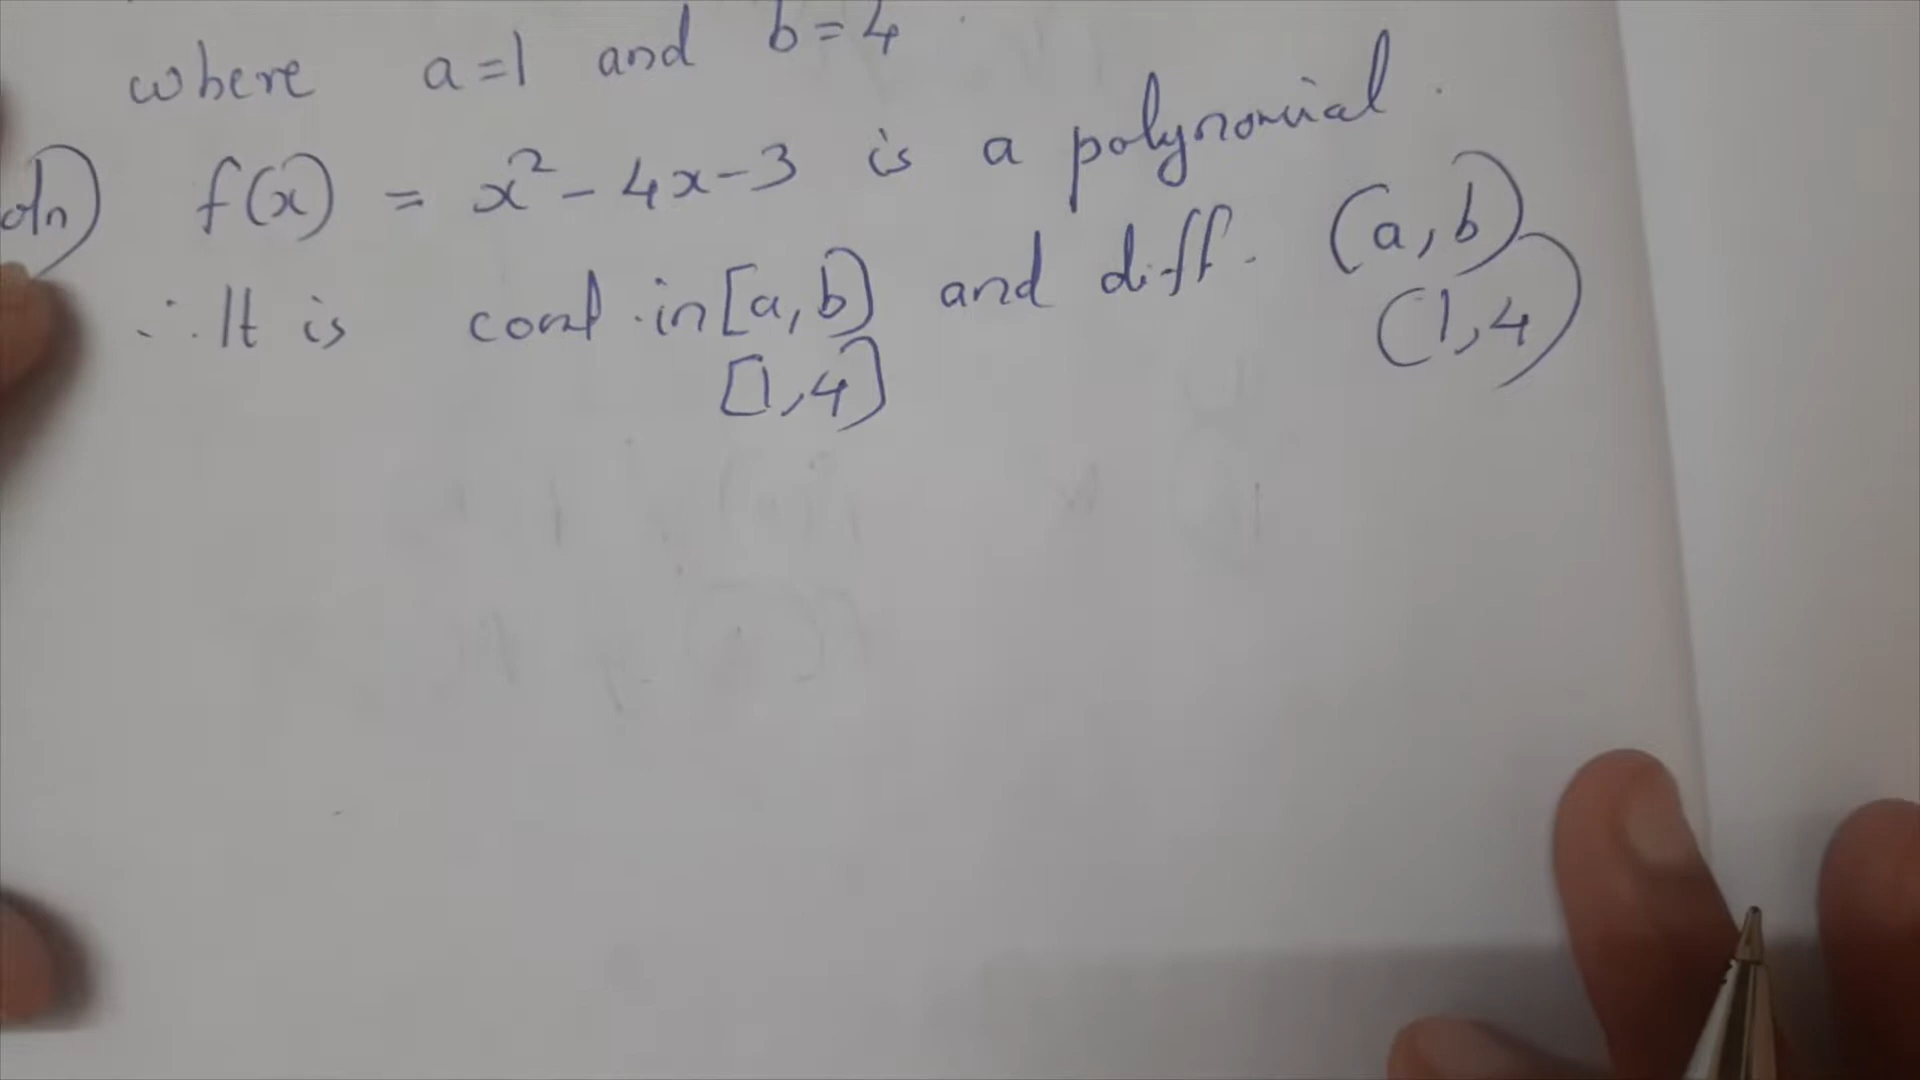 where a=1 and b=4.
oln) f(x) = x² - 4x - 3 is a polynomial.
∴ It is cont in [a,b] and diff. (a,b)
[1,4] (1,4)